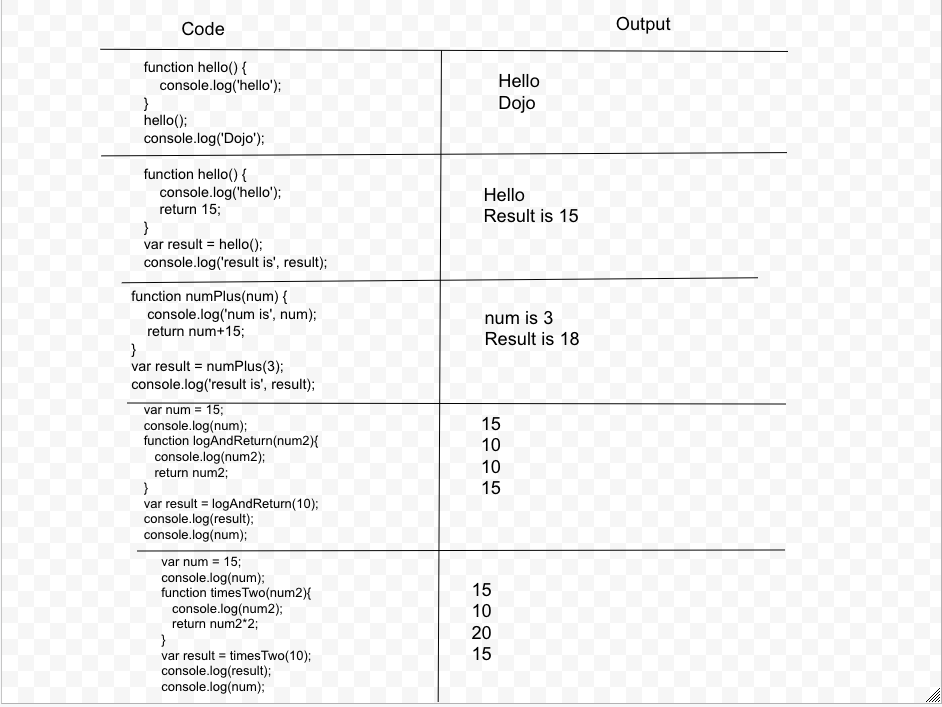 Code
Output
function hello() {
console.log('hello');
}
hello();
console.log('Dojo');
Hello
Dojo
function hello() {
console.log('hello');
return 15;
}
var result = hello();
console.log('result is', result);
Hello
Result is 15
function numPlus(num) {
console.log('num is', num);
return num+15;
}
var result = numPlus(3);
console.log('result is', result);
num is 3
Result is 18
var num = 15;
console.log(num);
function logAndReturn(num2){
console.log(num2);
return num2;
}
var result = logAndReturn(10);
console.log(result);
console.log(num);
15
10
10
15
var num = 15;
console.log(num);
function timesTwo(num2){
console.log(num2);
return num2*2;
}
var result = timesTwo(10);
console.log(result);
console.log(num);
15
10
20
15